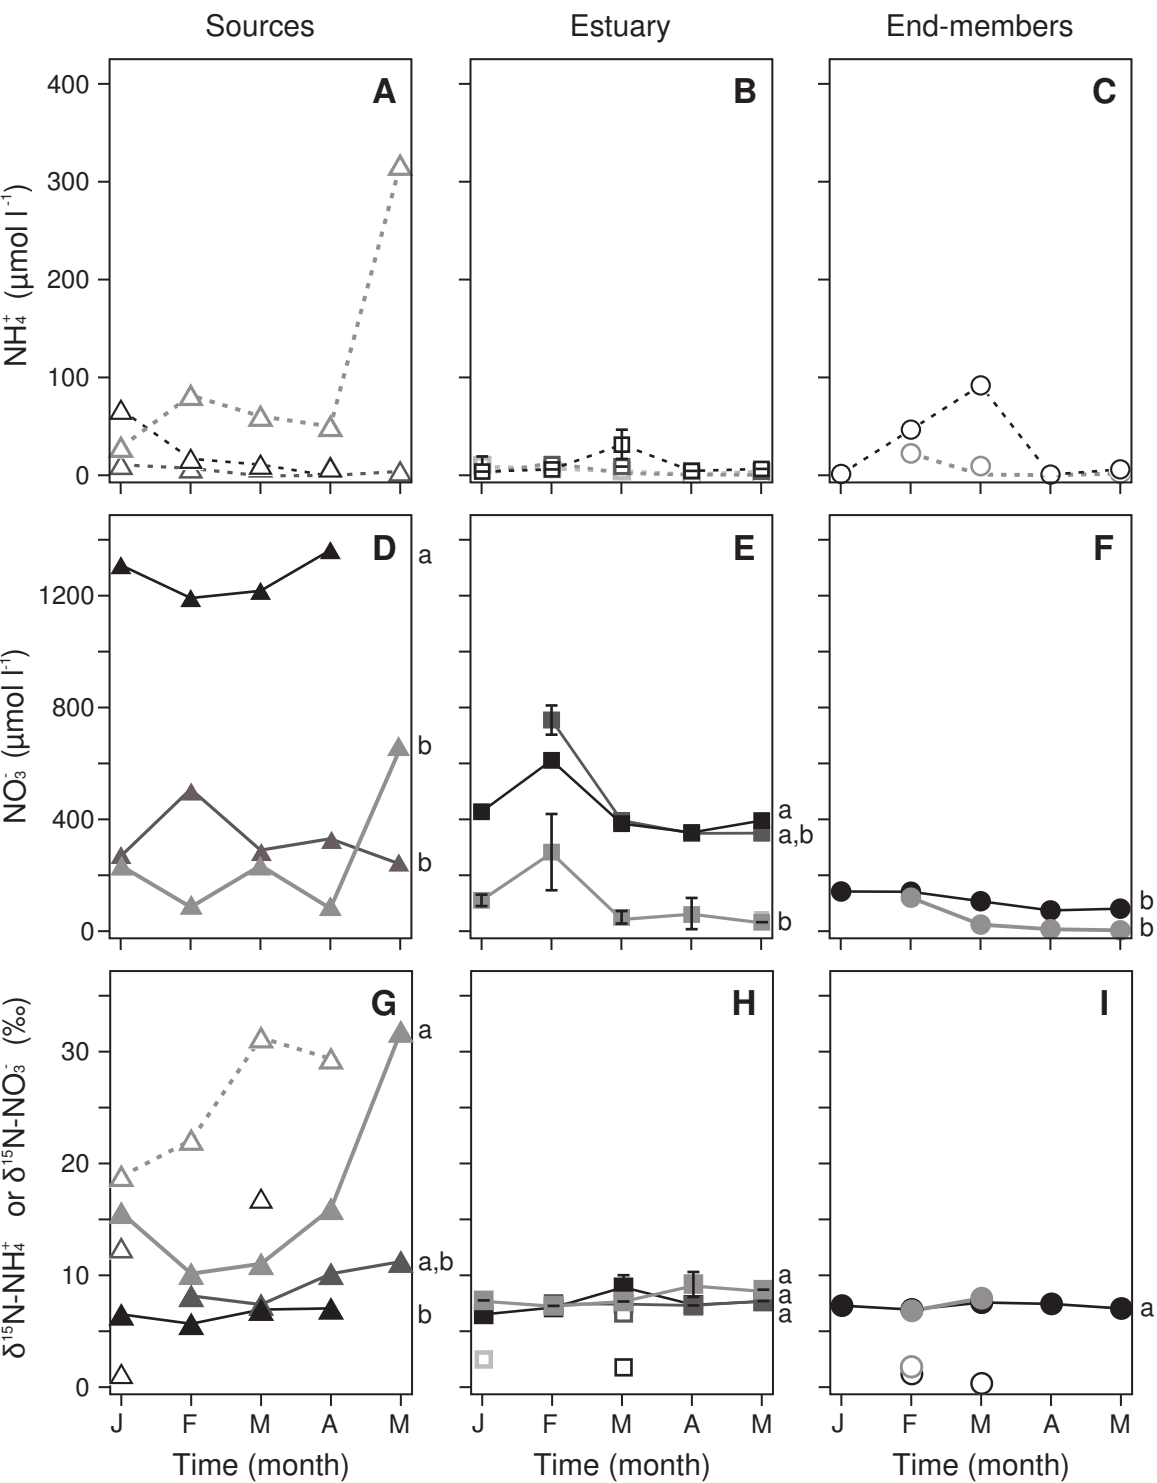 Sources Estuary End-members
A B C
NH₄⁺ (µmol l⁻¹)
400
300
200
100
0
D E F
NO₃⁻ (µmol l⁻¹)
1200
800
400
0
a
b
b
a
a,b
b
b
b
G H I
δ¹⁵N-NH₄⁺ or δ¹⁵N-NO₃⁻ (‰)
30
20
10
0
a
a,b
b
a
a
a
a
J F M A M J F M A M J F M A M
Time (month) Time (month) Time (month)